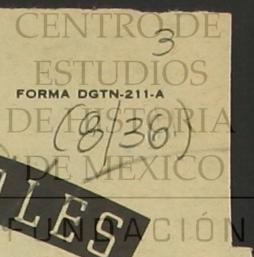 CENTRO DE
3
ESTUDIOS
FORMA DGTN-211-A
DE HISTORIA
(8/36)
DE MEXICO
LES
FUNDACIÓN